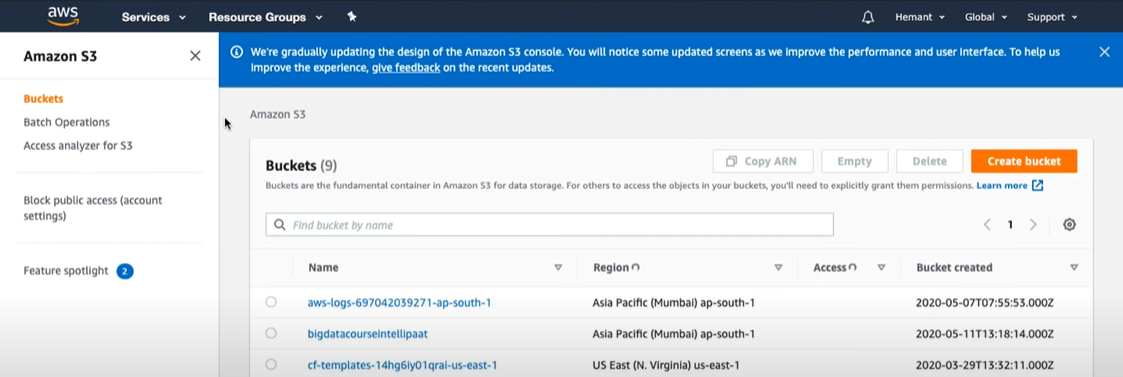 aws
Services
Resource Groups
Hemant
Global
Support
Amazon S3
Buckets
Batch Operations
Access analyzer for S3
Block public access (account
settings)
Feature spotlight 2
We're gradually updating the design of the Amazon S3 console. You will notice some updated screens as we improve the performance and user interface. To help us
improve the experience, give feedback on the recent updates.
Amazon S3
Buckets (9)
Copy ARN
Empty
Delete
Create bucket
Buckets are the fundamental container in Amazon S3 for data storage. For others to access the objects in your buckets, you'll need to explicitly grant them permissions. Learn more
Find bucket by name
1
Name Region Access Bucket created
aws-logs-697042039271-ap-south-1 Asia Pacific (Mumbai) ap-south-1 2020-05-07T07:55:53.000Z
bigdatacourseintellipaat Asia Pacific (Mumbai) ap-south-1 2020-05-11T13:18:14.000Z
cf-templates-14hg6iy01qrai-us-east-1 US East (N. Virginia) us-east-1 2020-03-29T13:32:11.000Z